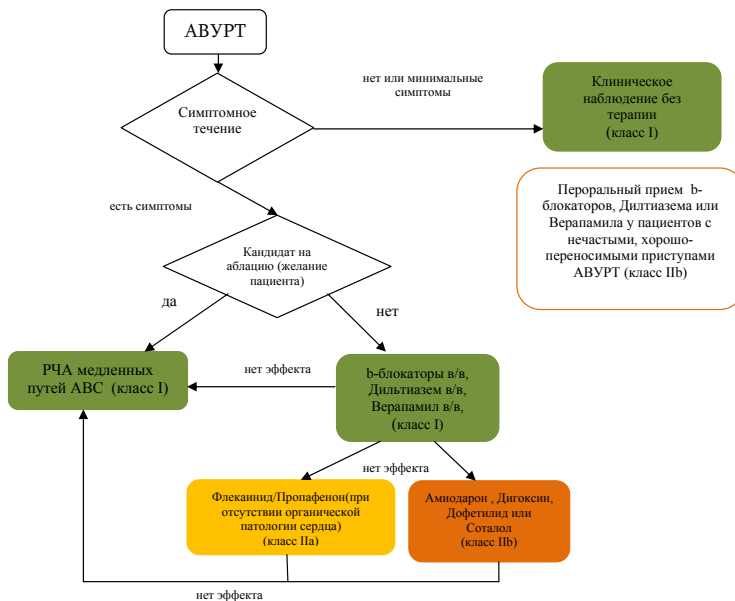 АВУРТ
Симптомное
течение
нет или минимальные
симптомы
Клиническое
наблюдение без
терапии
(класс I)
Пероральный прием b-
блокаторов, Дилтиазема или
Верапамила у пациентов с
нечастыми, хорошо-
переносимыми приступами
АВУРТ (класс IIb)
есть симптомы
Кандидат на
аблацию (желание
пациента)
да
нет
РЧА медленных
путей АВС (класс I)
нет эффекта
b-блокаторы в/в,
Дильтиазем в/в,
Верапамил в/в,
(класс I)
нет эффекта
Флекаинид/Пропафенон(при
отсутствии органической
патологии сердца)
(класс IIa)
Амиодарон , Дигоксин,
Дофетилид или
Соталол
(класс IIb)
нет эффекта